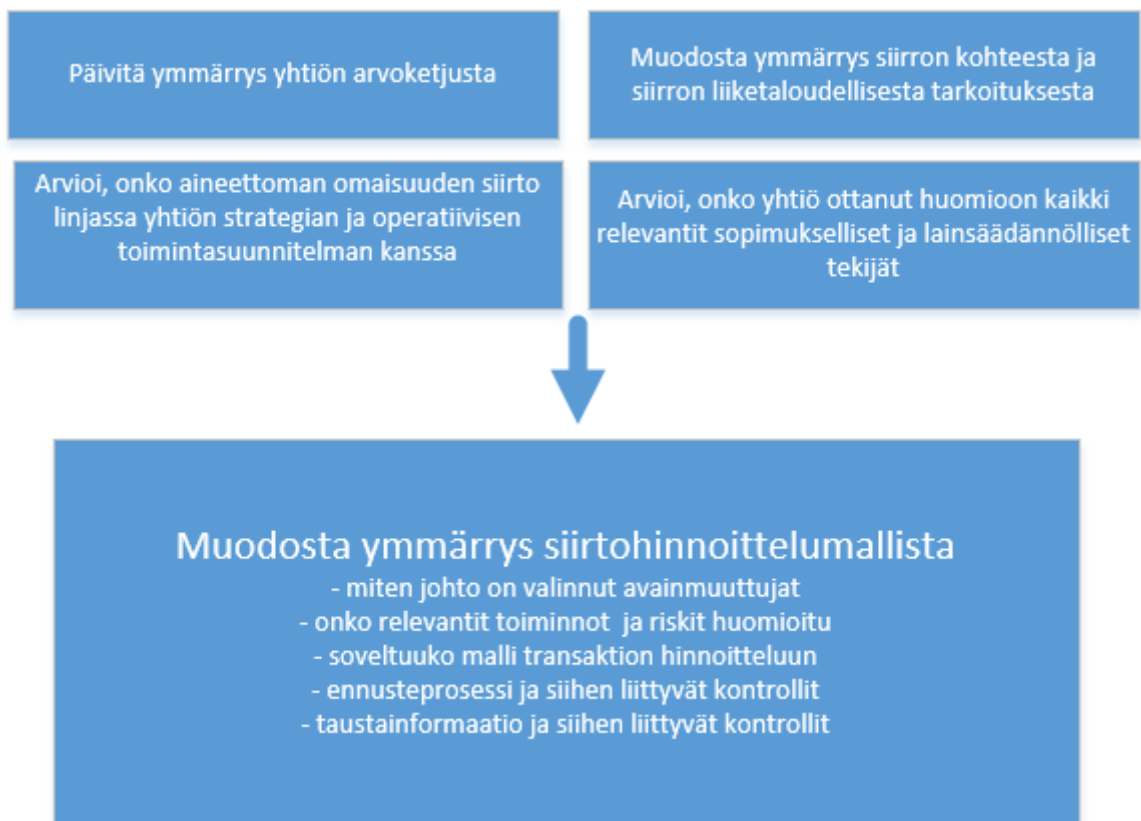 Päivitä ymmärrys yhtiön arvoketjusta
Muodosta ymmärrys siirron kohteesta ja
siirron liiketaloudellisesta tarkoituksesta
Arvioi, onko aineettoman omaisuuden siirto
linjassa yhtiön strategian ja operatiivisen
toimintasuunnitelman kanssa
Arvioi, onko yhtiö ottanut huomioon kaikki
relevantit sopimukselliset ja lainsäädännölliset
tekijät
Muodosta ymmärrys siirtohinnoittelumallista
- miten johto on valinnut avainmuuttujat
- onko relevantit toiminnot ja riskit huomioitu
- soveltuuko malli transaktion hinnoitteluun
- ennusteprosessi ja siihen liittyvät kontrollit
- taustainformaatio ja siihen liittyvät kontrollit